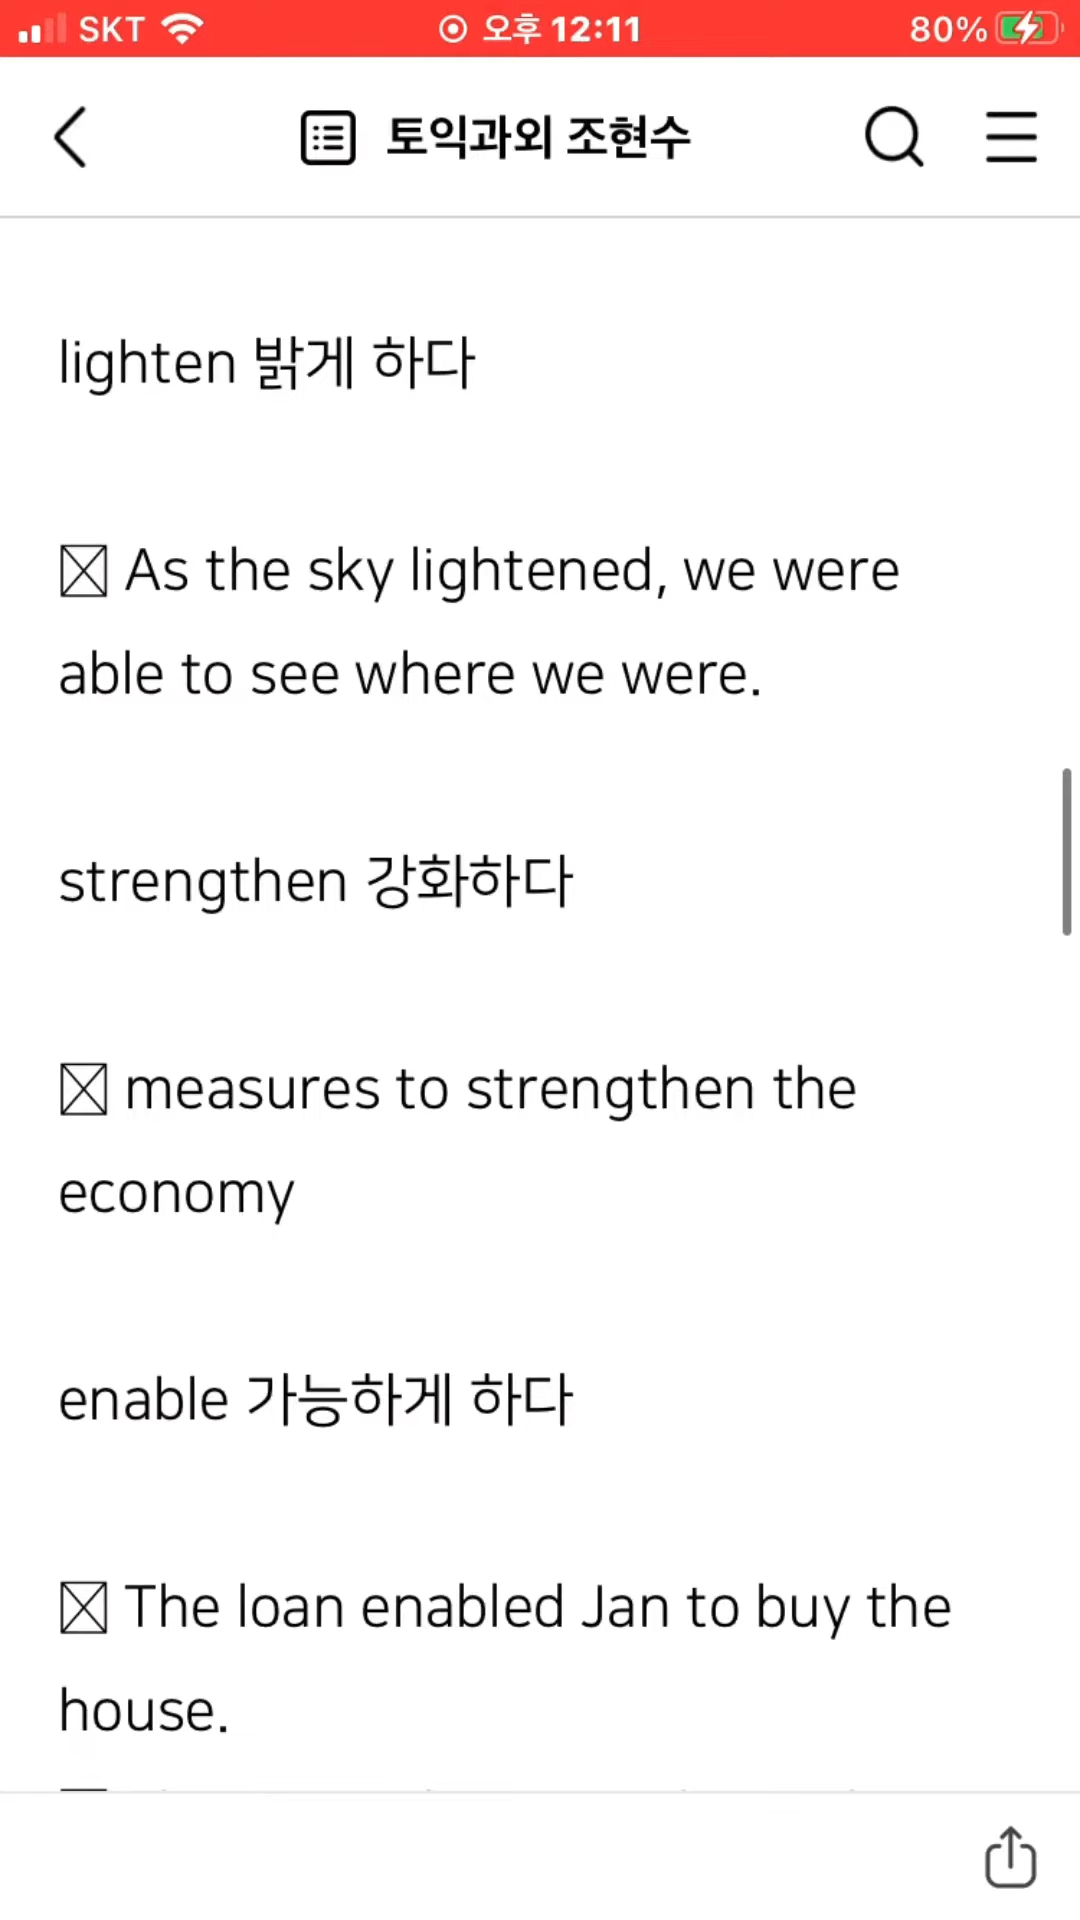 SKT 오후 12:11 80%
토익과외 조현수
lighten 밝게 하다
As the sky lightened, we were
able to see where we were.
strengthen 강화하다
measures to strengthen the
economy
enable 가능하게 하다
The loan enabled Jan to buy the
house.